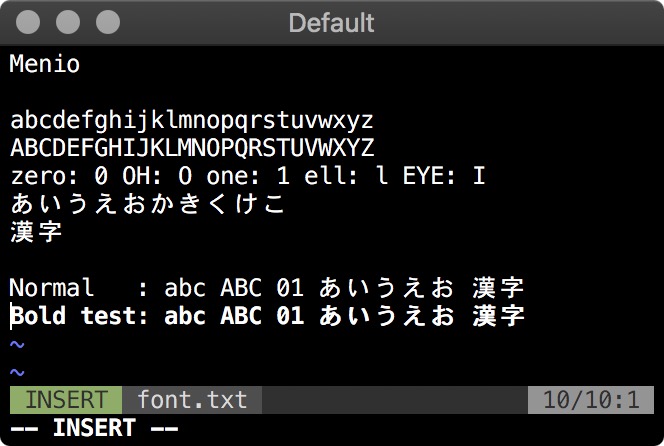 Default
Menio
abcdefghijklmnopqrstuvwxyz
ABCDEFGHIJKLMNOPQRSTUVWXYZ
zero: 0 OH: O one: 1 ell: l EYE: I
あいうえおかきくけこ
漢字
Normal   : abc ABC 01 あいうえお 漢字
Bold test: abc ABC 01 あいうえお 漢字
~
~
INSERT font.txt 10/10:1
-- INSERT --